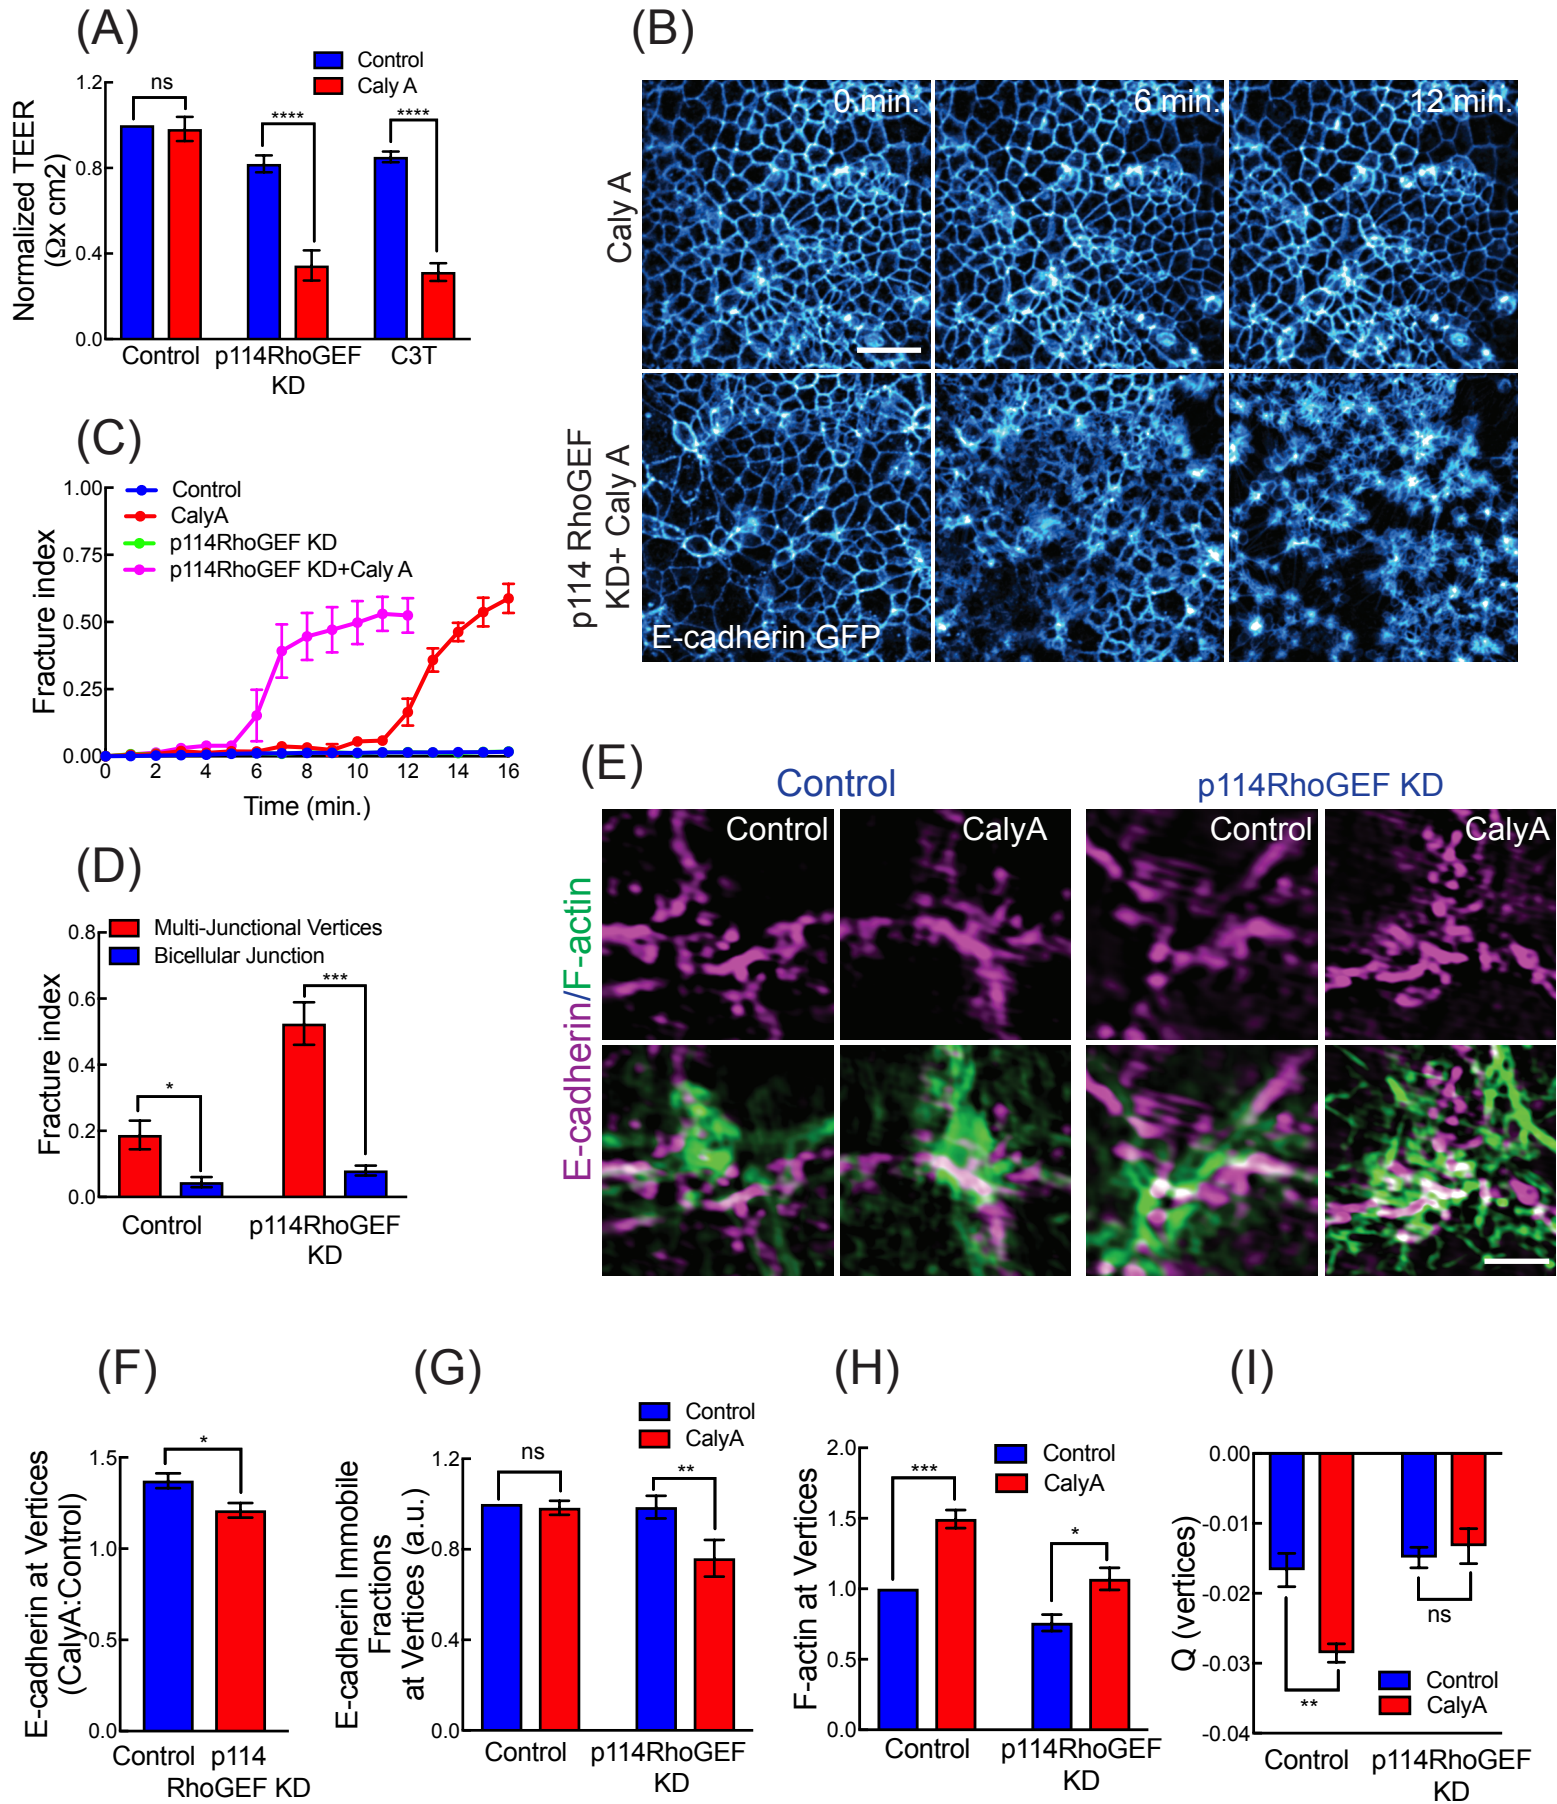 (A)
Control
Caly A
Normalized TEER
(Ωx cm2)
1.2
0.8
0.4
0.0
ns
****
****
Control
p114RhoGEF
KD
C3T
(B)
0 min.
6 min.
12 min.
Caly A
p114 RhoGEF
KD+ Caly A
E-cadherin GFP
(C)
Control
CalyA
p114RhoGEF KD
p114RhoGEF KD+Caly A
Fracture index
1.00
0.75
0.50
0.25
0.00
0 2 4 6 8 10 12 14 16
Time (min.)
(D)
Multi-Junctional Vertices
Bicellular Junction
Fracture index
0.8
0.6
0.4
0.2
0.0
*
***
Control
p114RhoGEF
KD
(E)
Control
p114RhoGEF KD
Control
CalyA
Control
CalyA
E-cadherin/F-actin
(F)
E-cadherin at Vertices
(CalyA:Control)
1.5
1.0
0.5
0.0
*
Control
p114
RhoGEF KD
(G)
Control
CalyA
E-cadherin Immobile
Fractions
at Vertices (a.u.)
1.2
0.8
0.4
0.0
ns
**
Control
p114RhoGEF
KD
(H)
Control
CalyA
F-actin at Vertices
2.0
1.5
1.0
0.5
0.0
***
*
Control
p114RhoGEF
KD
(I)
Q (vertices)
0.00
-0.01
-0.02
-0.03
-0.04
**
ns
Control
CalyA
Control
p114RhoGEF
KD